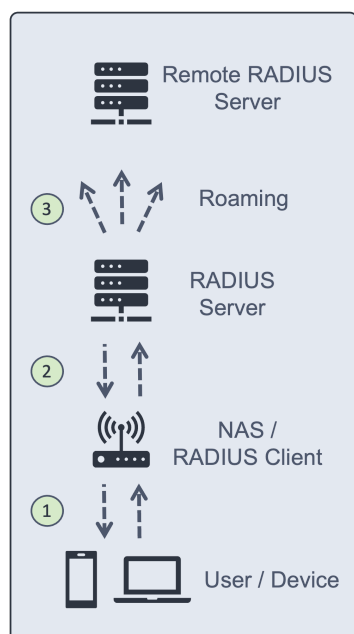 Remote RADIUS
Server
3
Roaming
RADIUS
Server
2
NAS /
RADIUS Client
1
User / Device